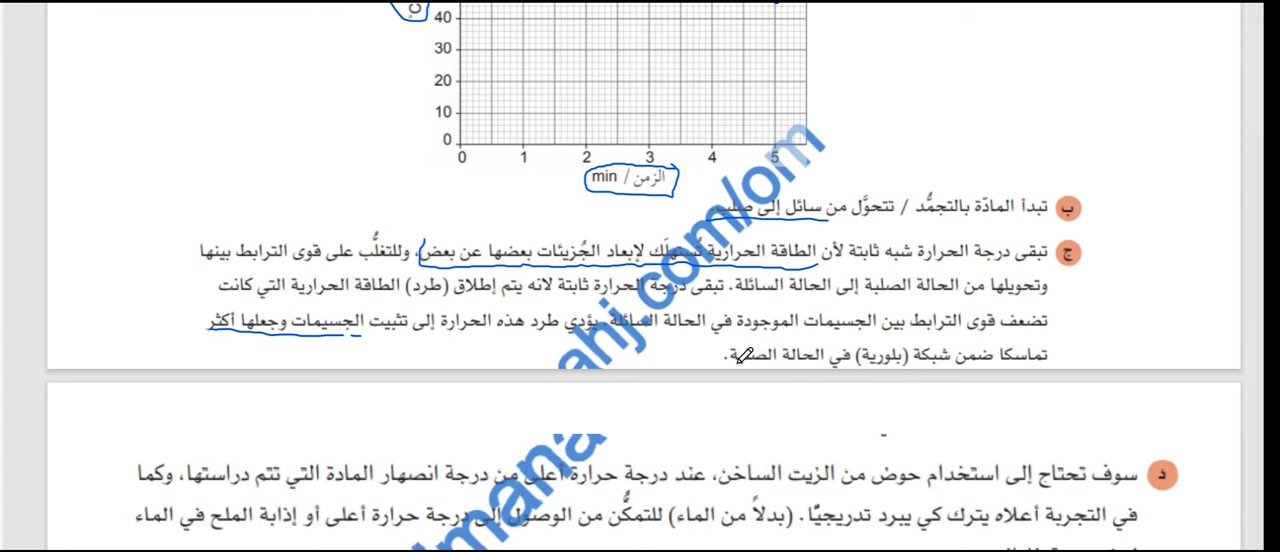 °C
40
30
20
10
0
0 1 2 3 4 5
الزمن / min
ب تبدأ المادّة بالتجمُّد / تتحوَّل من سائل إلى صلب
ج تبقى درجة الحرارة شبه ثابتة لأن الطاقة الحرارية تُستهلَك لإبعاد الجُزيئات بعضها عن بعض، وللتغلُّب على قوى الترابط بينها
وتحويلها من الحالة الصلبة إلى الحالة السائلة. تبقى درجة الحرارة ثابتة لانه يتم إطلاق (طرد) الطاقة الحرارية التي كانت
تضعف قوى الترابط بين الجسيمات الموجودة في الحالة السائلة. يؤدي طرد هذه الحرارة إلى تثبيت الجسيمات وجعلها أكثر
تماسكا ضمن شبكة (بلورية) في الحالة الصلبة.
د سوف تحتاج إلى استخدام حوض من الزيت الساخن، عند درجة حرارة أعلى من درجة انصهار المادة التي تتم دراستها، وكما
في التجربة أعلاه يترك كي يبرد تدريجيًا. (بدلاً من الماء) للتمكُّن من الوصول إلى درجة حرارة أعلى أو إذابة الملح في الماء
almanahj.com/om